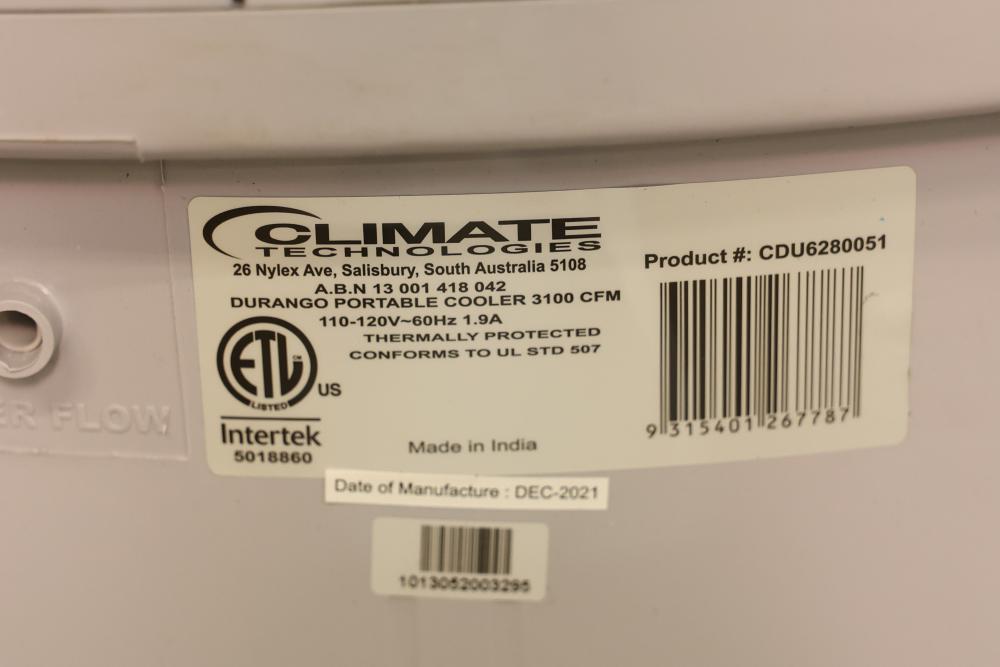 CLIMATE
TECHNOLOGIES
26 Nylex Ave, Salisbury, South Australia 5108
A.B.N 13 001 418 042
DURANGO PORTABLE COOLER 3100 CFM
110-120V~60Hz 1.9A
THERMALLY PROTECTED
CONFORMS TO UL STD 507
ETL
CM
LISTED
US
Intertek
5018860
Made in India
Product #: CDU6280051
9 315401 267787
Date of Manufacture : DEC-2021
1013052003295
ER FLOW